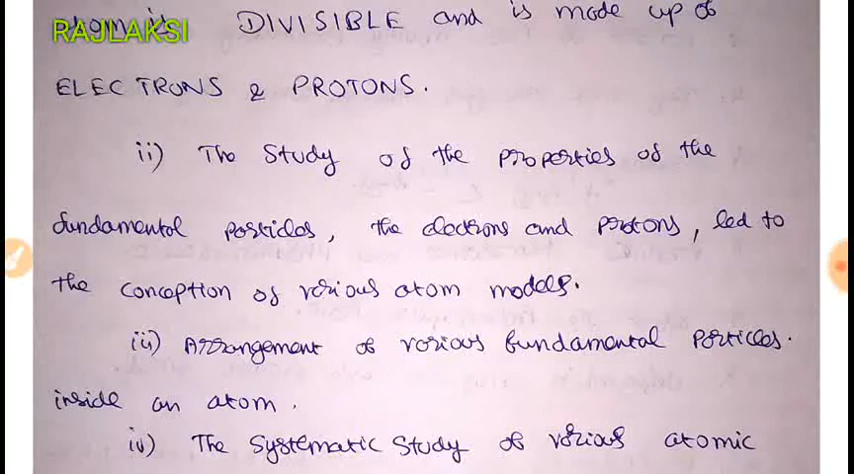 RAJLAKSI
is DIVISIBLE and is made up of
ELECTRONS & PROTONS.
ii) The Study of the properties of the
fundamental particles, the electrons and protons, led to
the conception of various atom models.
iii) Arrangement of various fundamental particles.
inside an atom.
iv) The systematic study of various atomic